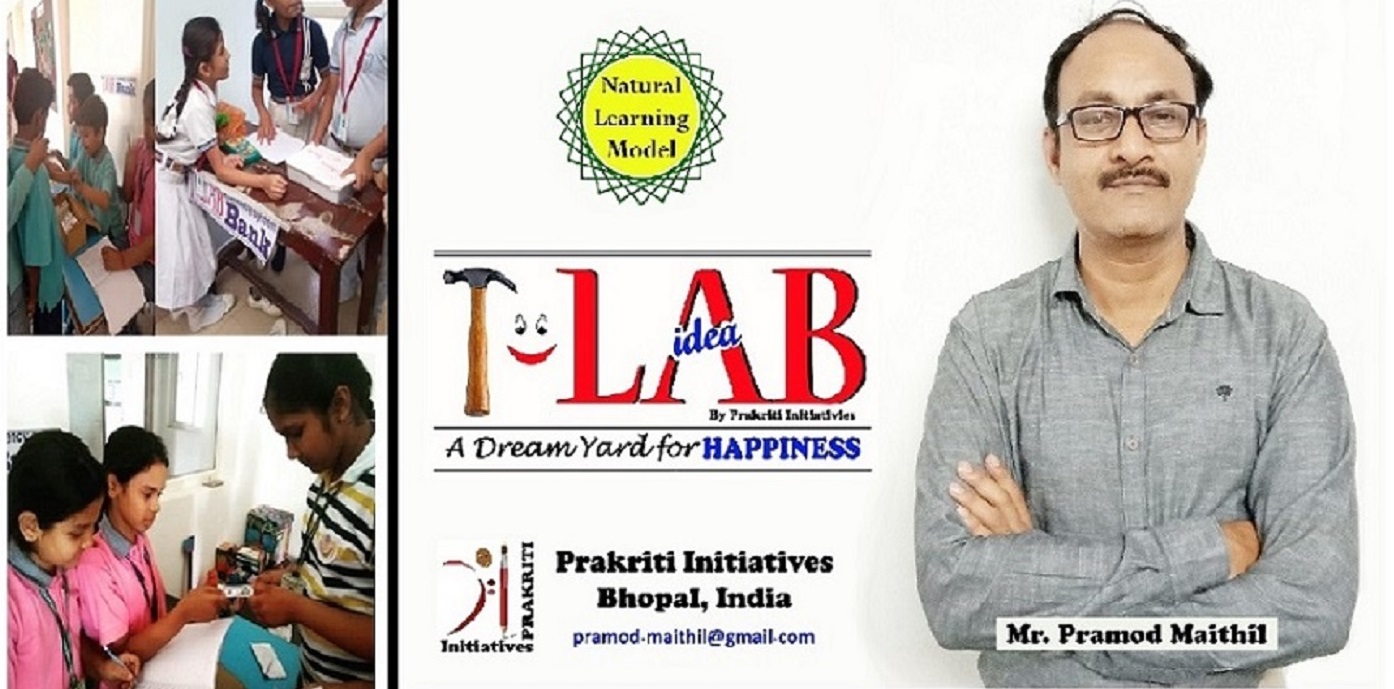 Bank
Bank
Natural
Learning
Model
LAB
idea
By Prakriti Initiativies
A Dream Yard for HAPPINESS
PRAKRITI
Initiatives
Prakriti Initiatives
Bhopal, India
pramod-maithil@gmail-com
Mr. Pramod Maithil